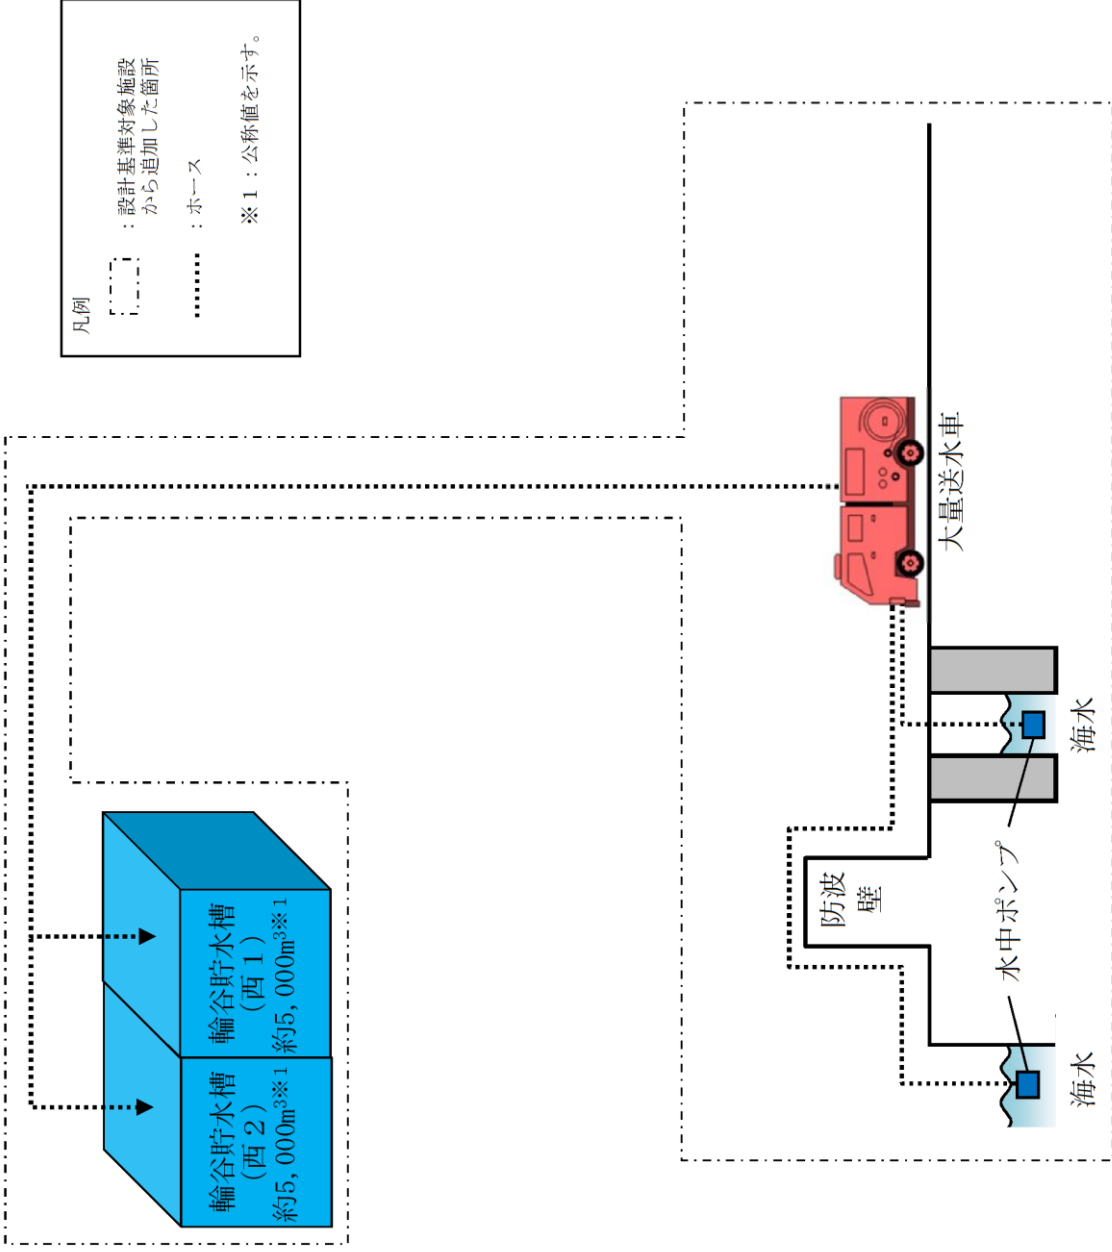 凡例
：設計基準対象施設
から追加した箇所
：ホース
※１：公称値を示す。
輪谷貯水槽
（西１）
約5,000m³※1
輪谷貯水槽
（西２）
約5,000m³※1
大量送水車
防波
壁
水中ポンプ
海水
海水